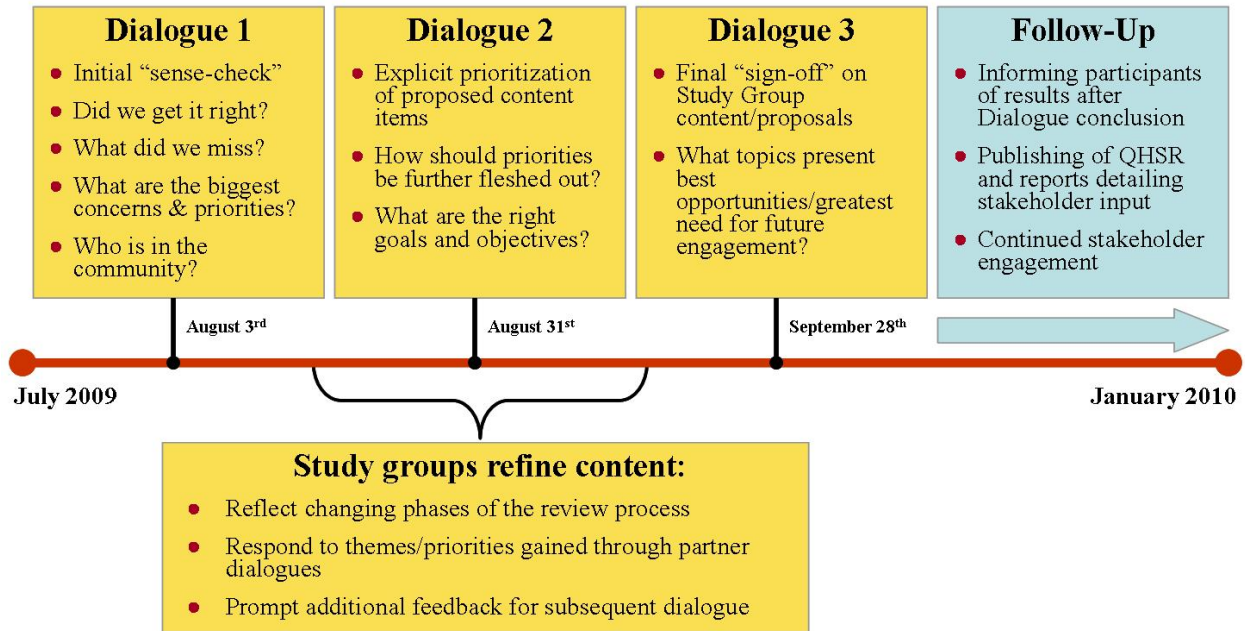 Dialogue 1
• Initial “sense-check”
• Did we get it right?
• What did we miss?
• What are the biggest
concerns & priorities?
• Who is in the
community?
Dialogue 2
• Explicit prioritization
of proposed content
items
• How should priorities
be further fleshed out?
• What are the right
goals and objectives?
Dialogue 3
• Final “sign-off” on
Study Group
content/proposals
• What topics present
best
opportunities/greatest
need for future
engagement?
Follow-Up
• Informing participants
of results after
Dialogue conclusion
• Publishing of QHSR
and reports detailing
stakeholder input
• Continued stakeholder
engagement
August 3rd
August 31st
September 28th
July 2009
January 2010
Study groups refine content:
• Reflect changing phases of the review process
• Respond to themes/priorities gained through partner
dialogues
• Prompt additional feedback for subsequent dialogue